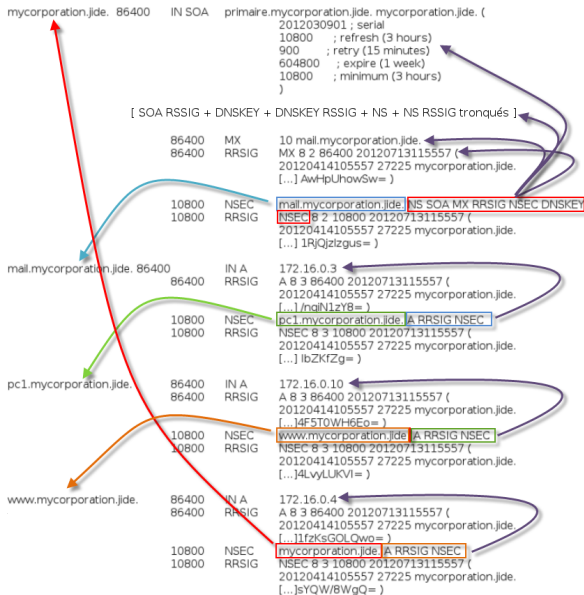 mycorporation.jide. 86400 IN SOA primaire.mycorporation.jide. mycorporation.jide. (
2012030901 ; serial
10800 ; refresh (3 hours)
900 ; retry (15 minutes)
604800 ; expire (1 week)
10800 ; minimum (3 hours)
)
[ SOA RSSIG + DNSKEY + DNSKEY RSSIG + NS + NS RSSIG tronqués ]
86400 MX 10 mail.mycorporation.jide.
86400 RRSIG MX 8 2 86400 20120713115557 (
20120414105557 27225 mycorporation.jide.
[...] AwHpUhowSw= )
10800 NSEC mail.mycorporation.jide. NS SOA MX RRSIG NSEC DNSKEY
10800 RRSIG NSEC 8 2 10800 20120713115557 (
20120414105557 27225 mycorporation.jide.
[...] 1RjQjzlzgus= )
mail.mycorporation.jide. 86400 IN A 172.16.0.3
86400 RRSIG A 8 3 86400 20120713115557 (
20120414105557 27225 mycorporation.jide.
[...] /nqiN1zY8= )
10800 NSEC pc1.mycorporation.jide. A RRSIG NSEC
10800 RRSIG NSEC 8 3 10800 20120713115557 (
20120414105557 27225 mycorporation.jide.
[...] IbZKfZg= )
pc1.mycorporation.jide. 86400 IN A 172.16.0.10
86400 RRSIG A 8 3 86400 20120713115557 (
20120414105557 27225 mycorporation.jide.
[...]4F5T0WH6Eo= )
10800 NSEC www.mycorporation.jide. A RRSIG NSEC
10800 RRSIG NSEC 8 3 10800 20120713115557 (
20120414105557 27225 mycorporation.jide.
[...]4LvyLUKVI= )
www.mycorporation.jide. 86400 IN A 172.16.0.4
86400 RRSIG A 8 3 86400 20120713115557 (
20120414105557 27225 mycorporation.jide.
[...]1fzKsGOLQwo= )
10800 NSEC mycorporation.jide. A RRSIG NSEC
10800 RRSIG NSEC 8 3 10800 20120713115557 (
20120414105557 27225 mycorporation.jide.
[...]sYQW/8WgQ= )